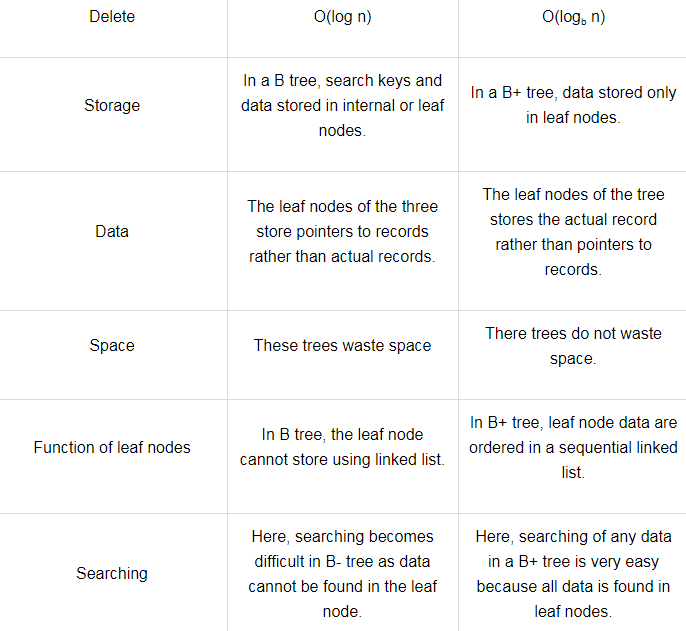 Delete
O(log n)
O(log_b n)
Storage
In a B tree, search keys and
data stored in internal or leaf
nodes.
In a B+ tree, data stored only
in leaf nodes.
Data
The leaf nodes of the three
store pointers to records
rather than actual records.
The leaf nodes of the tree
stores the actual record
rather than pointers to
records.
Space
These trees waste space
There trees do not waste
space.
Function of leaf nodes
In B tree, the leaf node
cannot store using linked list.
In B+ tree, leaf node data are
ordered in a sequential linked
list.
Searching
Here, searching becomes
difficult in B- tree as data
cannot be found in the leaf
node.
Here, searching of any data
in a B+ tree is very easy
because all data is found in
leaf nodes.